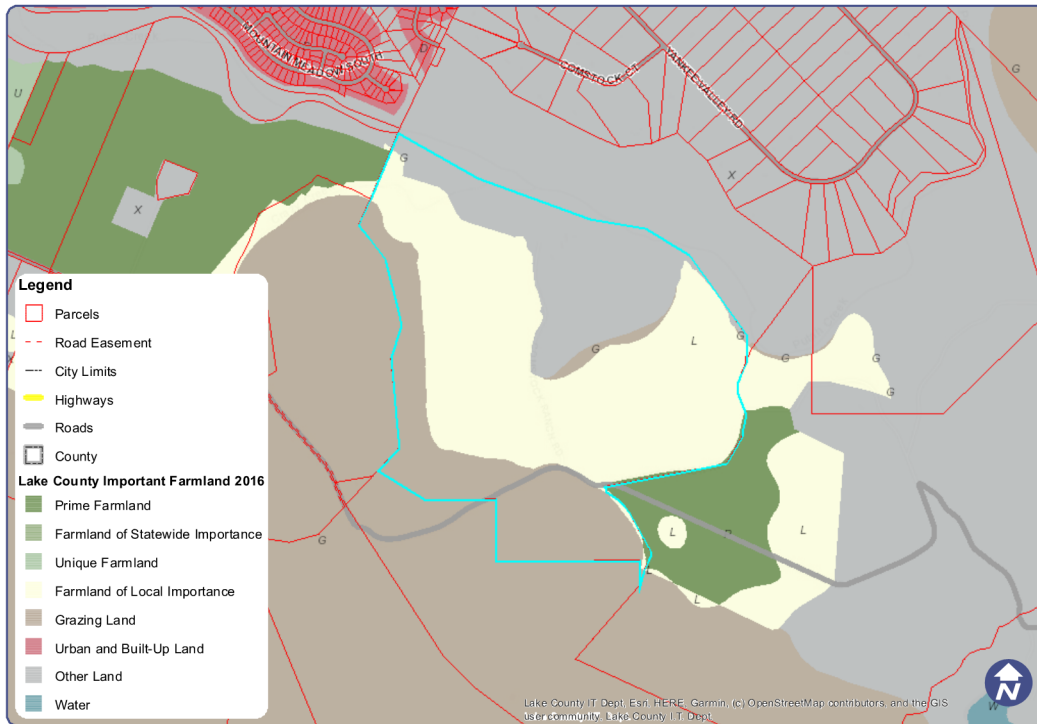 MOUNTAIN MEADOW SOUTH
D
COMSTOCK CT
YANKEE VALLEY RD
G
U
G
X
X
L
G
G
G
G
G
L
L
L
G
L
L
W
Legend
Parcels
Road Easement
City Limits
Highways
Roads
County
Lake County Important Farmland 2016
Prime Farmland
Farmland of Statewide Importance
Unique Farmland
Farmland of Local Importance
Grazing Land
Urban and Built-Up Land
Other Land
Water
N
Lake County IT Dept, Esri, HERE, Garmin, (c) OpenStreetMap contributors, and the GIS
user community, Lake County I.T. Dept.